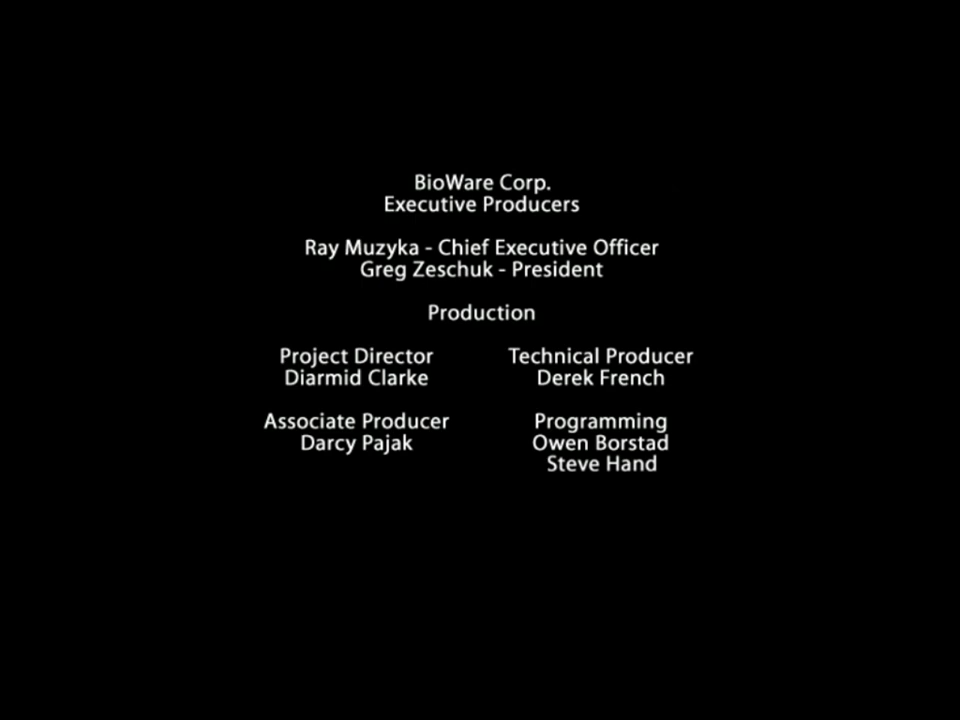 BioWare Corp.
Executive Producers
Ray Muzyka - Chief Executive Officer
Greg Zeschuk - President
Production
Project Director
Diarmid Clarke
Technical Producer
Derek French
Associate Producer
Darcy Pajak
Programming
Owen Borstad
Steve Hand